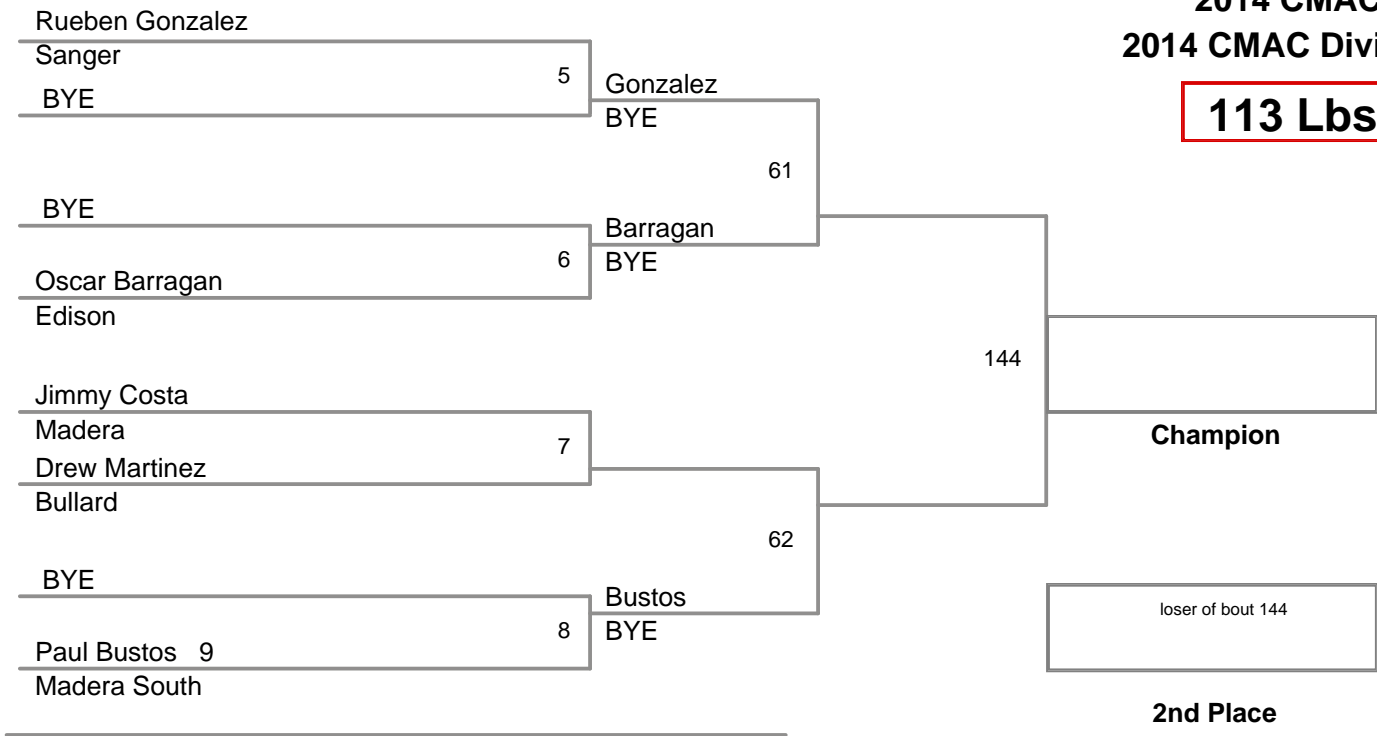 2014 CMAC
2014 CMAC Divi
113 Lbs
Rueben Gonzalez
Sanger
BYE
5
Gonzalez
BYE
61
BYE
6
Oscar Barragan
Edison
Barragan
BYE
144
Jimmy Costa
Madera
7
Drew Martinez
Bullard
62
BYE
8
Paul Bustos 9
Madera South
Bustos
BYE
Champion
loser of bout 144
2nd Place